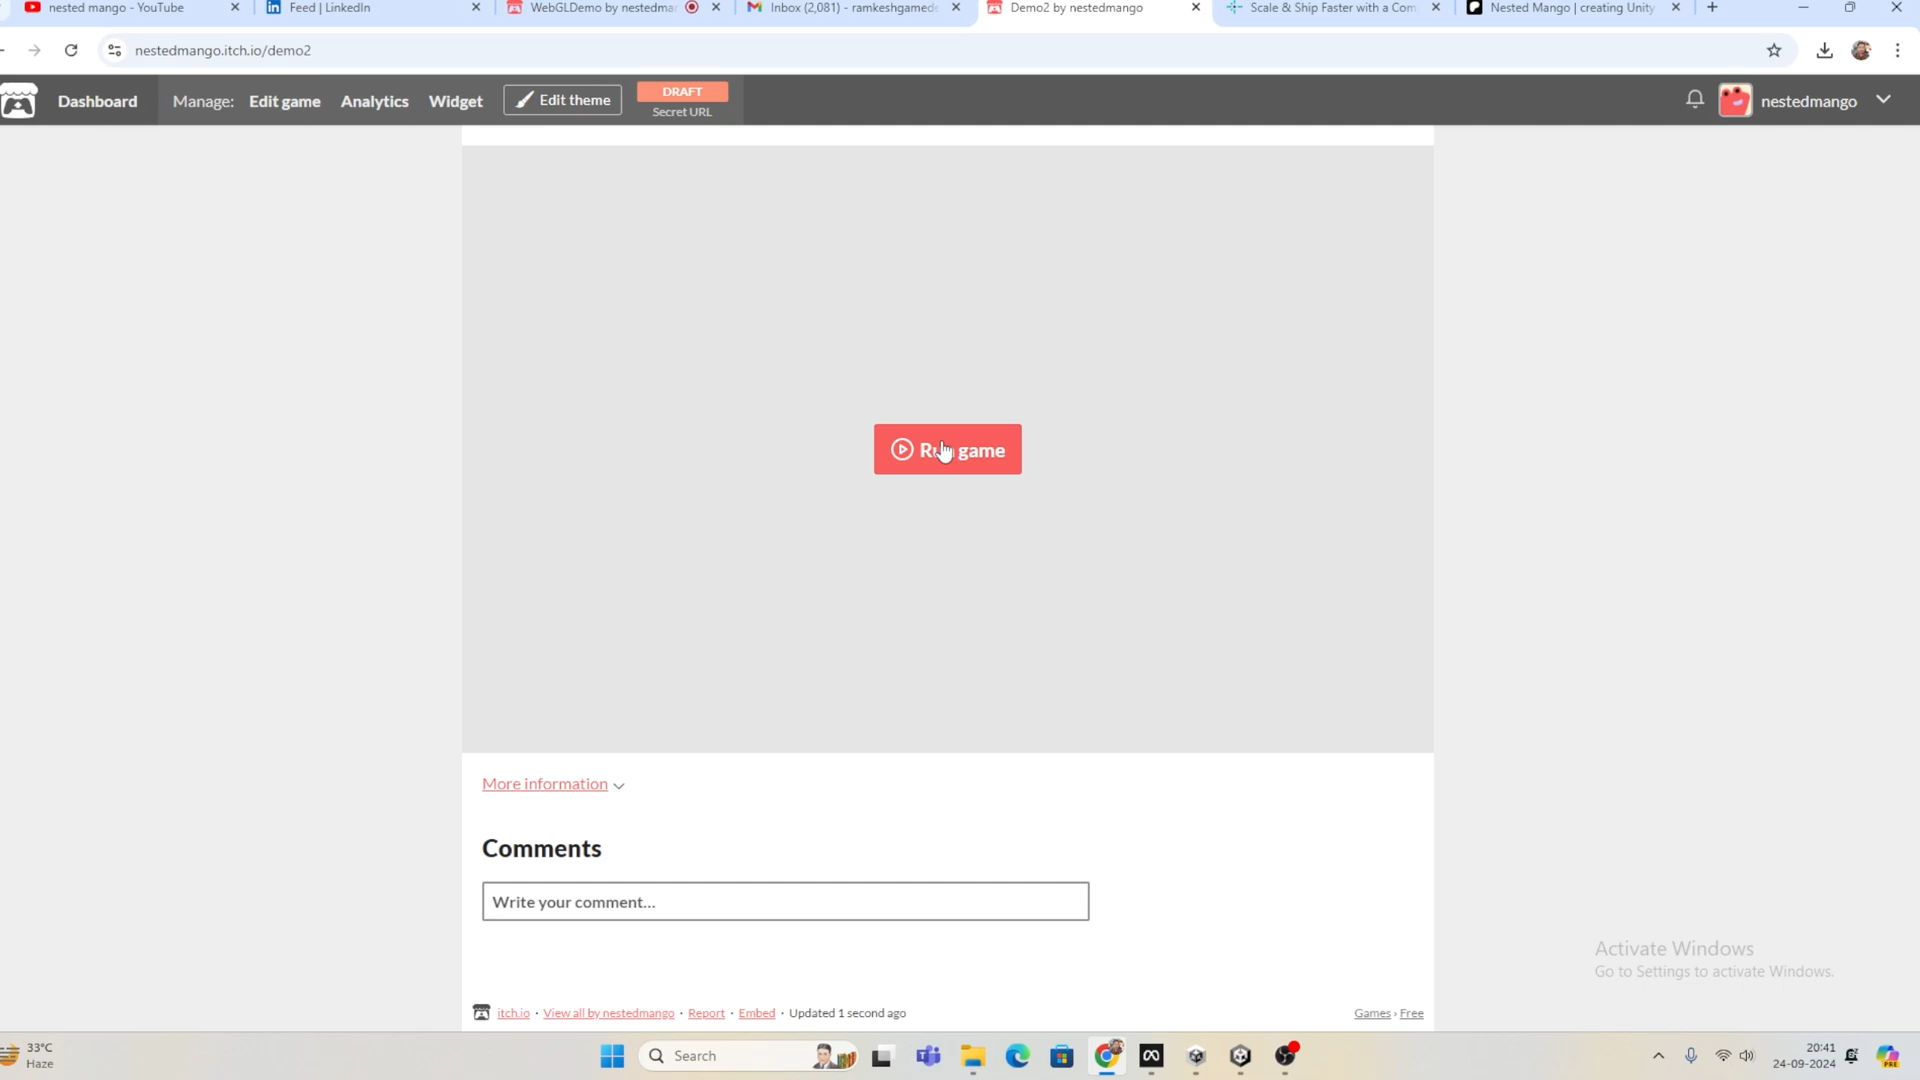 nested mango - YouTube
Feed | LinkedIn
WebGLDemo by nestedma
Inbox (2,081) - ramkeshgamede
Demo2 by nestedmango
Scale & Ship Faster with a Com
Nested Mango | creating Unity
nestedmango.itch.io/demo2
Dashboard
Manage: Edit game Analytics Widget
Edit theme
DRAFT
Secret URL
nestedmango
Run game
More information
Comments
Write your comment...
Activate Windows
Go to Settings to activate Windows.
itch.io · View all by nestedmango · Report · Embed · Updated 1 second ago
Games › Free
33°C
Haze
Search
20:41
24-09-2024
PRE